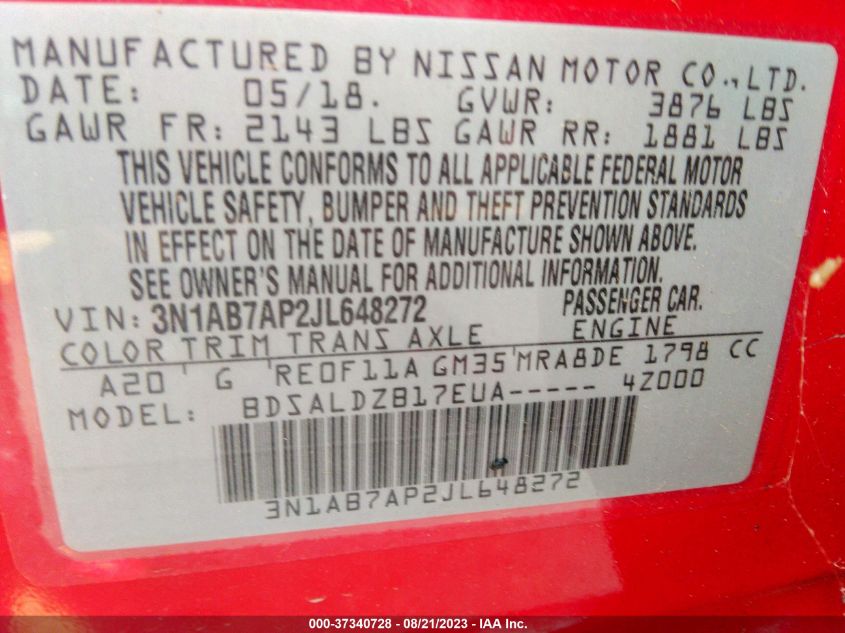 MANUFACTURED BY NISSAN MOTOR CO., LTD.
DATE: 05/18. GVWR: 3876 LBS
GAWR FR: 2143 LBS GAWR RR: 1881 LBS
THIS VEHICLE CONFORMS TO ALL APPLICABLE FEDERAL MOTOR
VEHICLE SAFETY, BUMPER AND THEFT PREVENTION STANDARDS
IN EFFECT ON THE DATE OF MANUFACTURE SHOWN ABOVE.
SEE OWNER'S MANUAL FOR ADDITIONAL INFORMATION.
VIN: 3N1AB7AP2JL648272 PASSENGER CAR.
COLOR TRIM TRANS AXLE ENGINE
A20 ' G 'RE0F11A GM35'MRA8DE 1798 CC
MODEL: BDSALDZB17EUA----- 4Z000
3N1AB7AP2JL648272
000-37340728 - 08/21/2023 - IAA Inc.